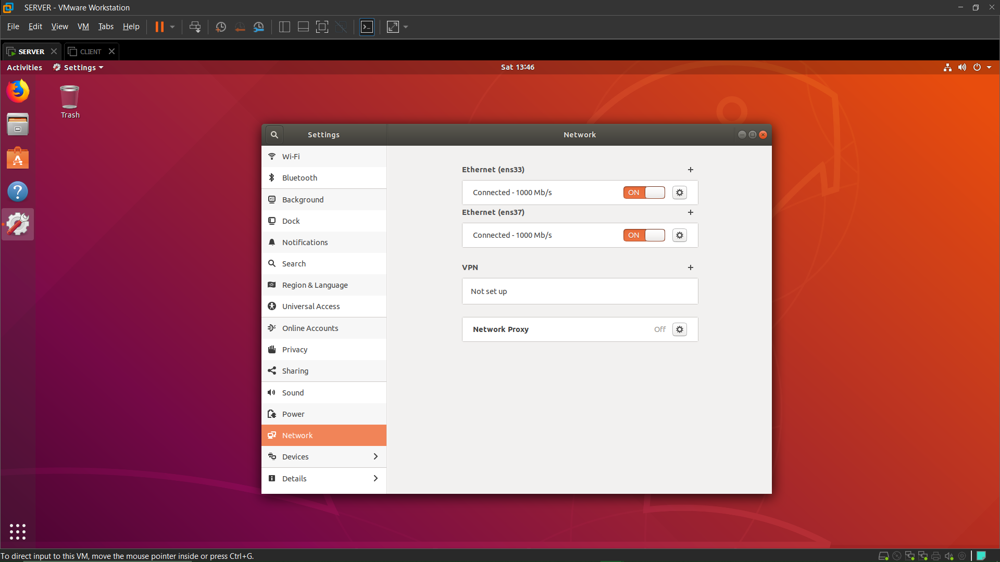 SERVER - VMware Workstation
File Edit View VM Tabs Help
SERVER CLIENT
Activities Settings Sat 13:46
Trash
Settings Network
Wi-Fi
Bluetooth
Background
Dock
Notifications
Search
Region & Language
Universal Access
Online Accounts
Privacy
Sharing
Sound
Power
Network
Devices
Details
Ethernet (ens33)
Connected - 1000 Mb/s ON
Ethernet (ens37)
Connected - 1000 Mb/s ON
VPN
Not set up
Network Proxy Off
To direct input to this VM, move the mouse pointer inside or press Ctrl+G.